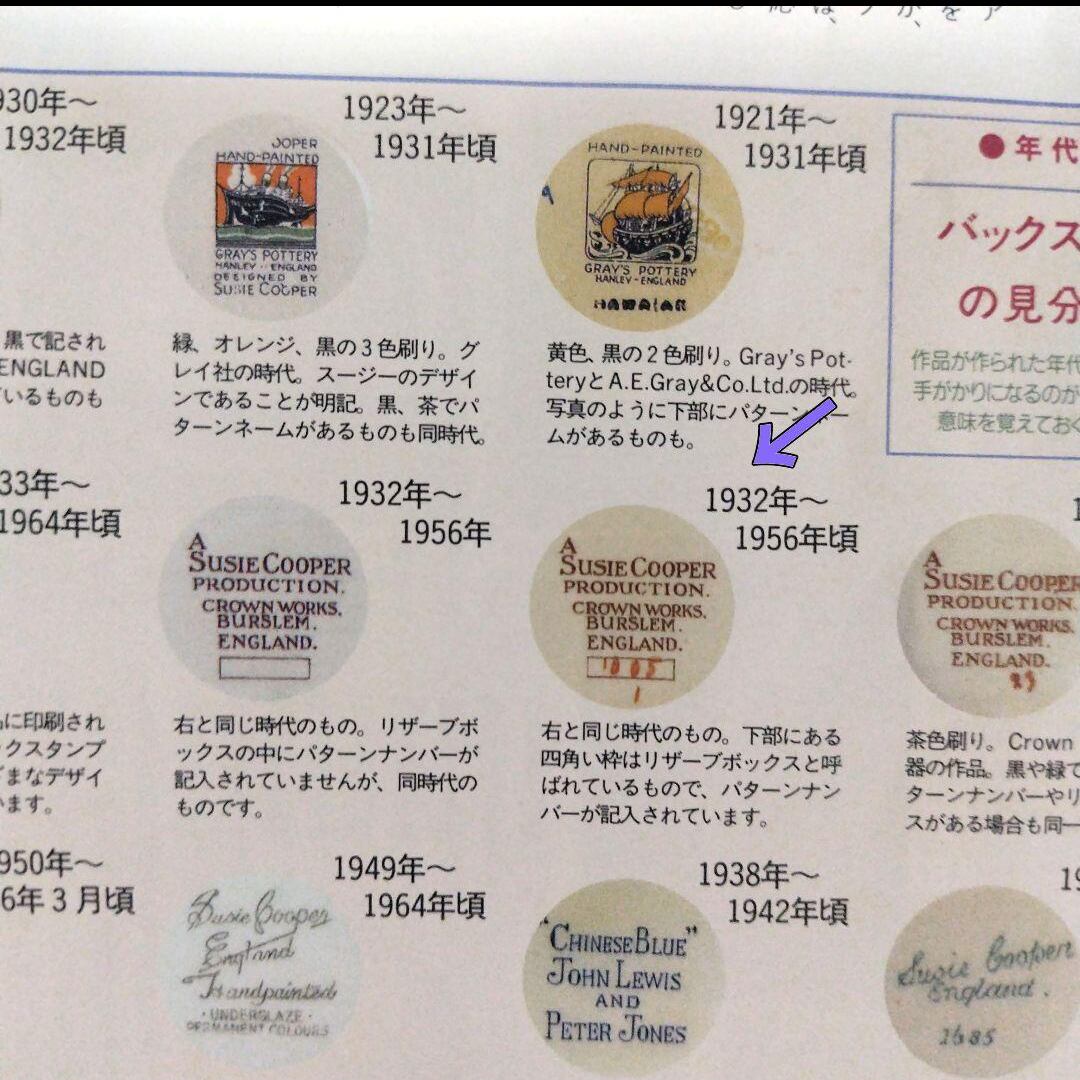 1930年〜
1932年頃
1923年〜
1931年頃
1921年〜
1931年頃
●年代
バックス
の見分
作品が作られた年代
手がかりになるのが
意味を覚えておく
OOPER
HAND-PAINTED
GRAY'S POTTERY
HANLEY · ENGLAND
DESIGNED BY
SUSIE COOPER
HAND-PAINTED
GRAY'S POTTERY
HANLEY-ENGLAND
HAWAIIAN
黒で記され
ENGLAND
いるものも
緑、オレンジ、黒の3色刷り。グ
レイ社の時代。スージーのデザイ
ンであることが明記。黒、茶でパ
ターンネームがあるものも同時代。
黄色、黒の2色刷り。Gray's Pot-
teryとA.E.Gray&Co.Ltd.の時代。
写真のように下部にパターンネー
ムがあるものも。
33年〜
1964年頃
1932年〜
1956年
1932年〜
1956年頃
A
SUSIE COOPER
PRODUCTION.
CROWN WORKS,
BURSLEM.
ENGLAND.
A
SUSIE COOPER
PRODUCTION.
CROWN WORKS,
BURSLEM.
ENGLAND.
1005
1
A
SUSIE COOPER
PRODUCTION.
CROWN WORKS,
BURSLEM.
ENGLAND.
に印刷され
クスタンプ
まなデザイ
います。
右と同じ時代のもの。リザーブボ
ックスの中にパターンナンバーが
記入されていませんが、同時代の
ものです。
右と同じ時代のもの。下部にある
四角い枠はリザーブボックスと呼
ばれているもので、パターンナン
バーが記入されています。
茶色刷り。Crown
器の作品。黒や緑で
ターンナンバーやリ
スがある場合も同一
950年〜
6年3月頃
1949年〜
1964年頃
1938年〜
1942年頃
19
Susie Cooper
England
Handpainted
· UNDERGLAZE ·
PERMANENT COLOURS
"CHINESE BLUE"
JOHN LEWIS
AND
PETER JONES
Susie Cooper
England.
1685